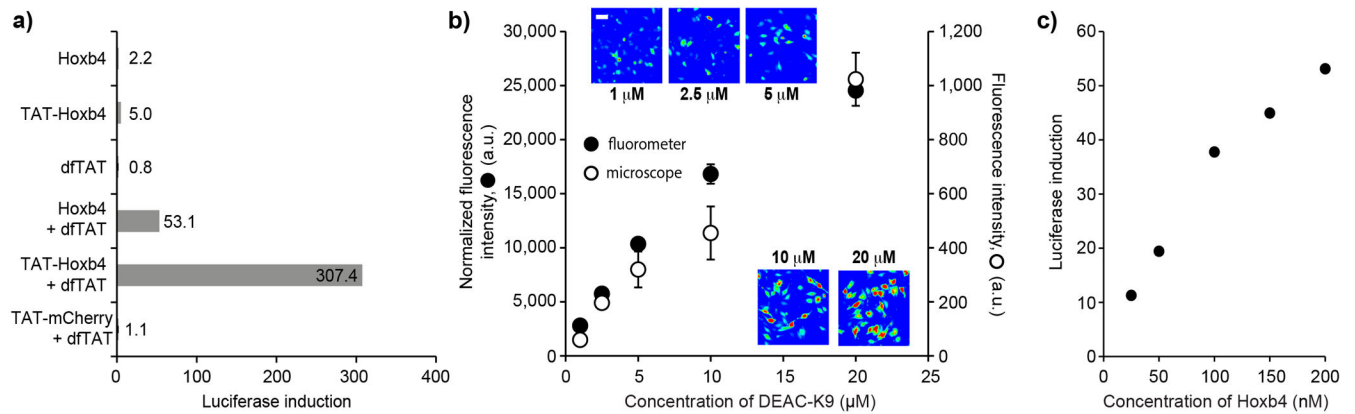 a)
Hoxb4
2.2
TAT-Hoxb4
5.0
dfTAT
0.8
Hoxb4
+ dfTAT
53.1
TAT-Hoxb4
+ dfTAT
307.4
TAT-mCherry
+ dfTAT
1.1
0
100
200
300
400
Luciferase induction
b)
Normalized fluorescence
intensity, (a.u.)
30,000
25,000
20,000
15,000
10,000
5,000
0
1 μM
2.5 μM
5 μM
fluorometer
microscope
10 μM
20 μM
0
5
10
15
20
25
Concentration of DEAC-K9 (μM)
1,200
1,000
800
600
400
200
0
Fluorescence intensity,
(a.u.)
c)
Luciferase induction
60
50
40
30
20
10
0
0
50
100
150
200
Concentration of Hoxb4 (nM)